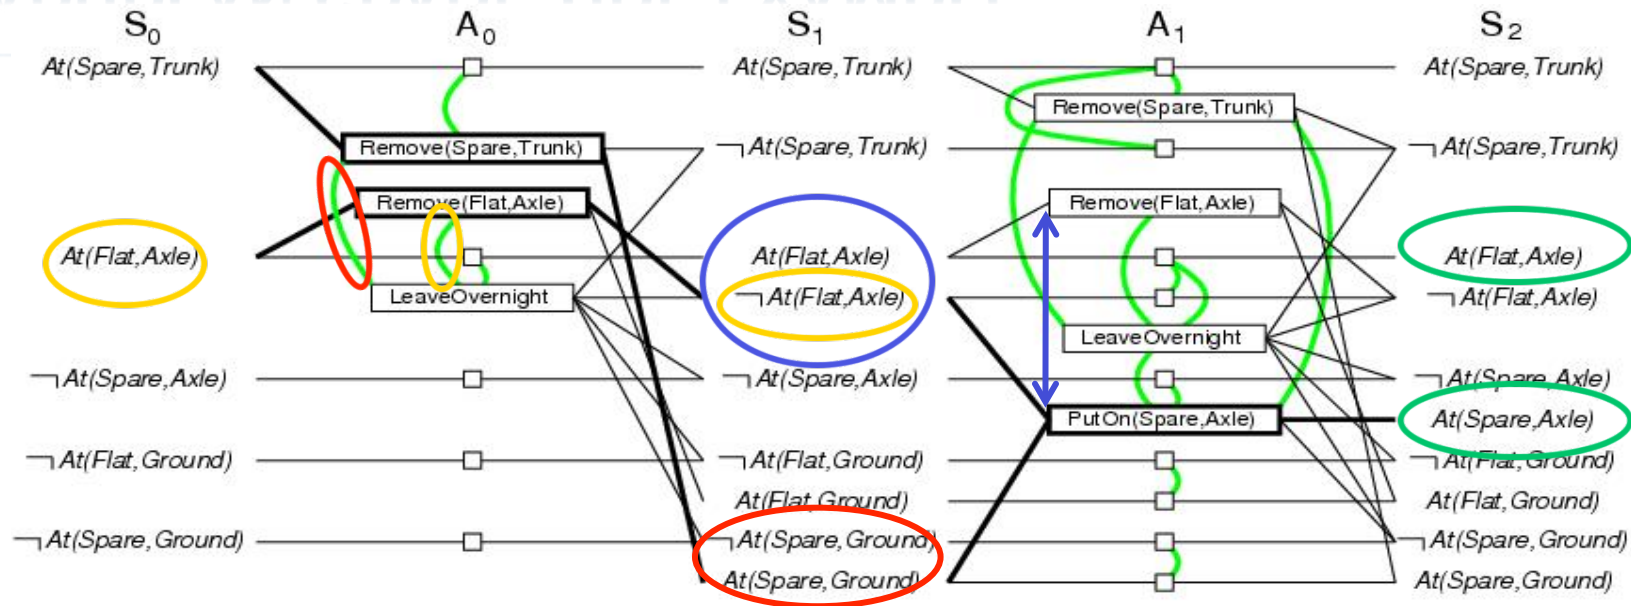 S0 A0 S1 A1 S2
At(Spare,Trunk) At(Spare,Trunk) At(Spare,Trunk)
Remove(Spare,Trunk)
Remove(Spare,Trunk) ¬At(Spare,Trunk) ¬At(Spare,Trunk)
Remove(Flat,Axle) Remove(Flat,Axle)
At(Flat,Axle) At(Flat,Axle) At(Flat,Axle)
LeaveOvernight ¬At(Flat,Axle) ¬At(Flat,Axle)
LeaveOvernight
¬At(Spare,Axle) ¬At(Spare,Axle) ¬At(Spare,Axle)
PutOn(Spare,Axle) At(Spare,Axle)
¬At(Flat,Ground) ¬At(Flat,Ground) ¬At(Flat,Ground)
At(Flat,Ground) At(Flat,Ground)
¬At(Spare,Ground) ¬At(Spare,Ground) ¬At(Spare,Ground)
At(Spare,Ground) At(Spare,Ground)